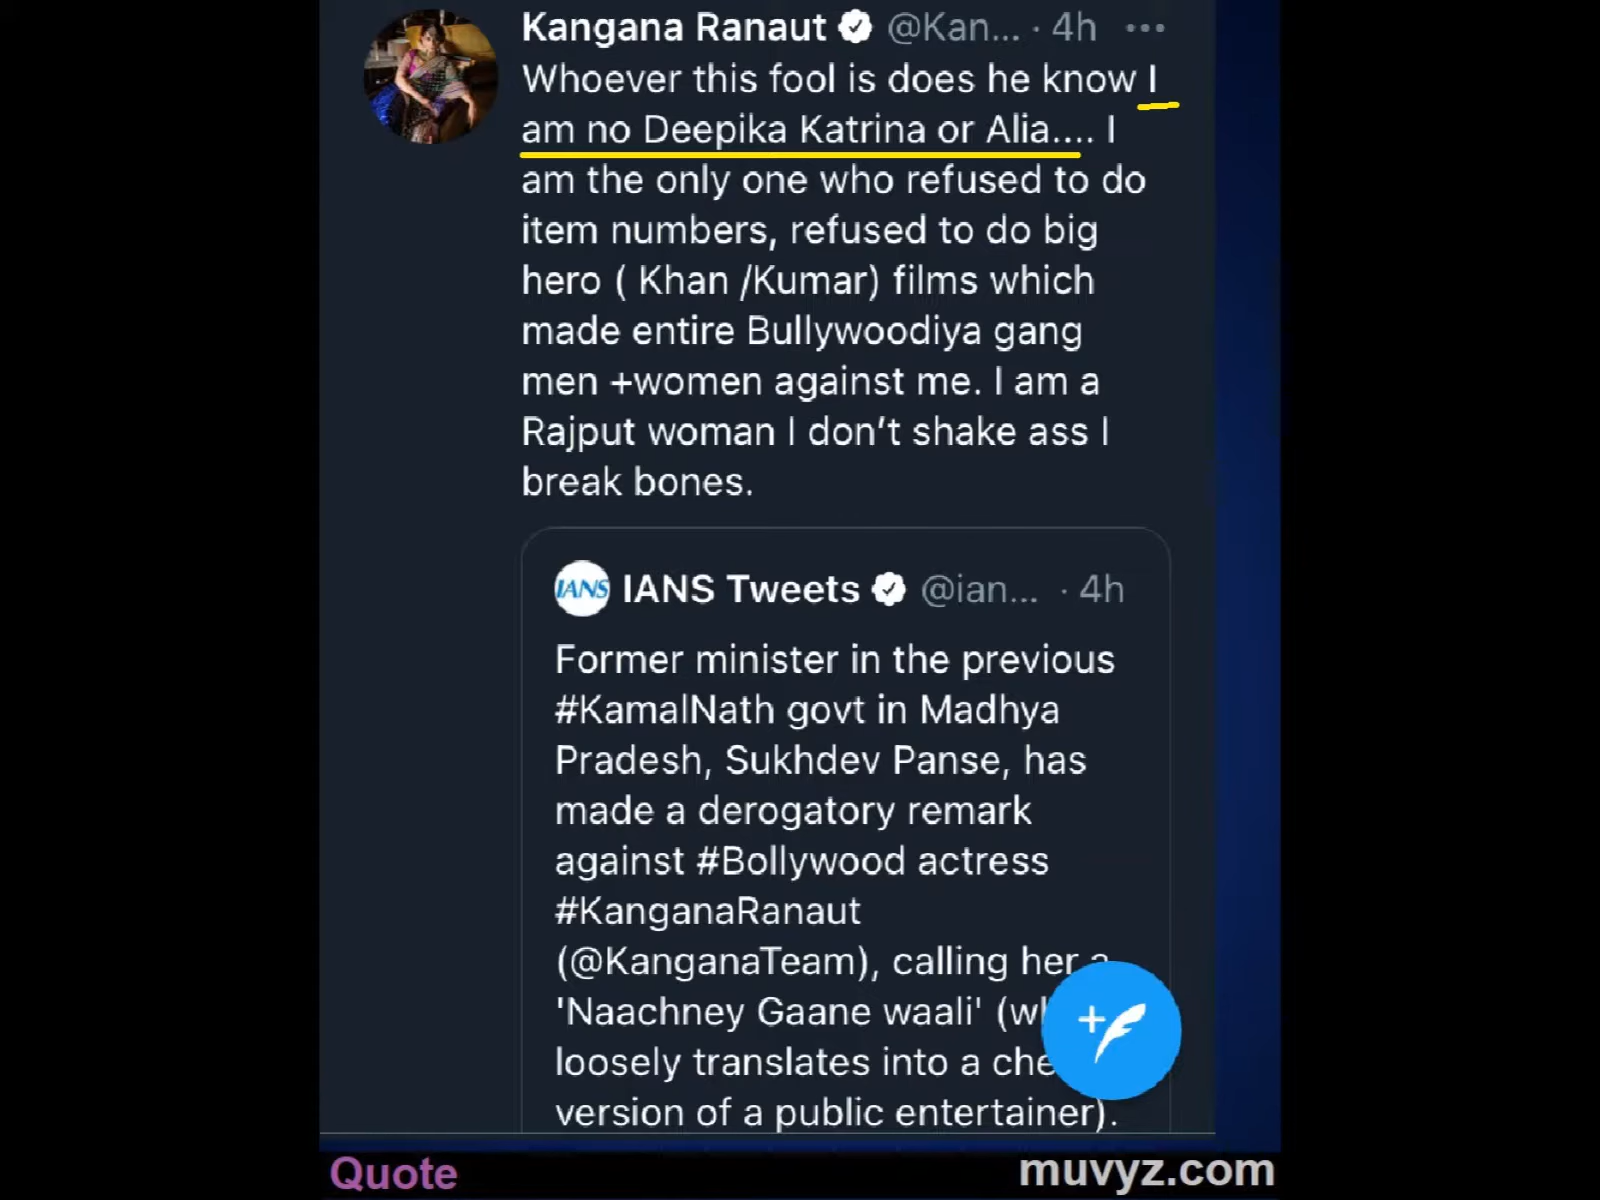 Kangana Ranaut @Kan... · 4h ...
Whoever this fool is does he know I
am no Deepika Katrina or Alia.... I
am the only one who refused to do
item numbers, refused to do big
hero ( Khan /Kumar) films which
made entire Bullywoodiya gang
men +women against me. I am a
Rajput woman I don’t shake ass I
break bones.
IANS IANS Tweets @ian... · 4h
Former minister in the previous
#KamalNath govt in Madhya
Pradesh, Sukhdev Panse, has
made a derogatory remark
against #Bollywood actress
#KanganaRanaut
(@KanganaTeam), calling her a
'Naachney Gaane waali' (
loosely translates into a
version of a public entertainer).
Quote
muvyz.com